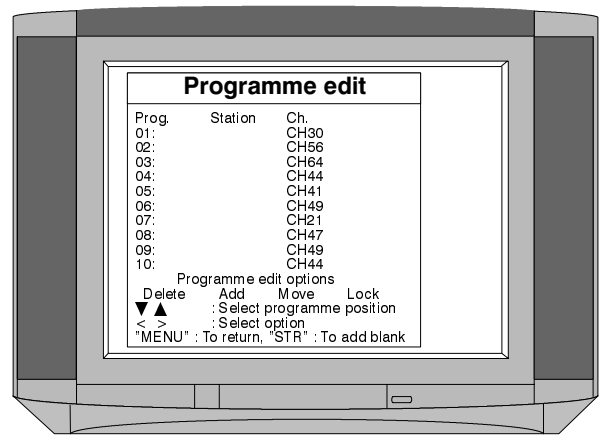 Programme edit
Prog. Station Ch.
01: CH30
02: CH56
03: CH64
04: CH44
05: CH41
06: CH49
07: CH21
08: CH47
09: CH49
10: CH44
Programme edit options
Delete Add Move Lock
▼ ▲ : Select programme position
< > : Select option
"MENU" : To return, "STR" : To add blank